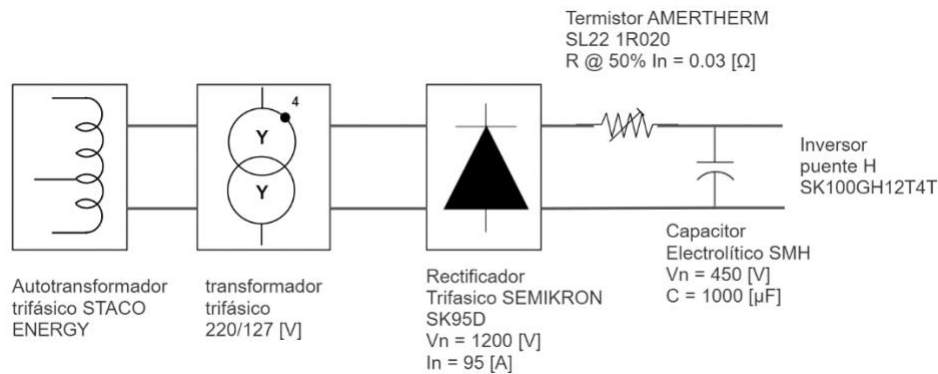 Termistor AMERTHERM
SL22 1R020
R @ 50% In = 0.03 [Ω]
4
Y
Y
Inversor
puente H
SK100GH12T4T
Autotransformador
trifásico STACO
ENERGY
transformador
trifásico
220/127 [V]
Rectificador
Trifasico SEMIKRON
SK95D
Vn = 1200 [V]
In = 95 [A]
Capacitor
Electrolítico SMH
Vn = 450 [V]
C = 1000 [µF]